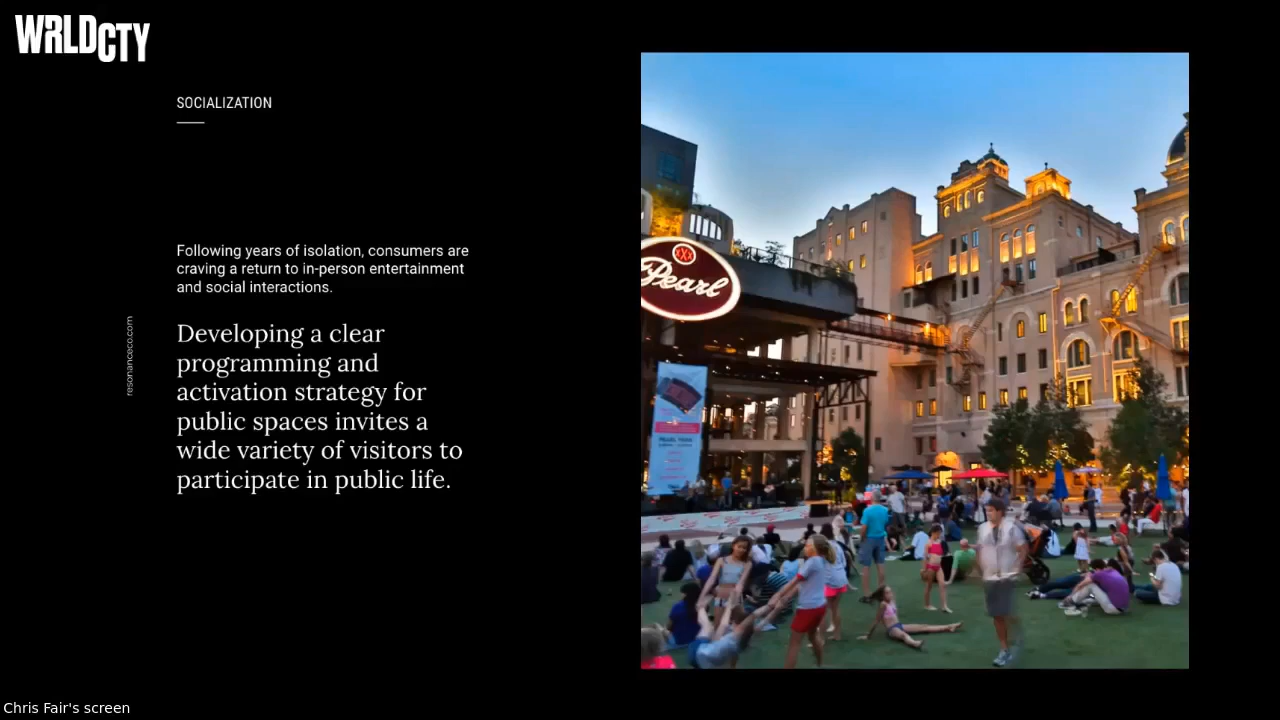 WRLDCTY
SOCIALIZATION
Following years of isolation, consumers are
craving a return to in-person entertainment
and social interactions.
resonanceco.com
Developing a clear
programming and
activation strategy for
public spaces invites a
wide variety of visitors to
participate in public life.
XXX
Pearl
Chris Fair's screen